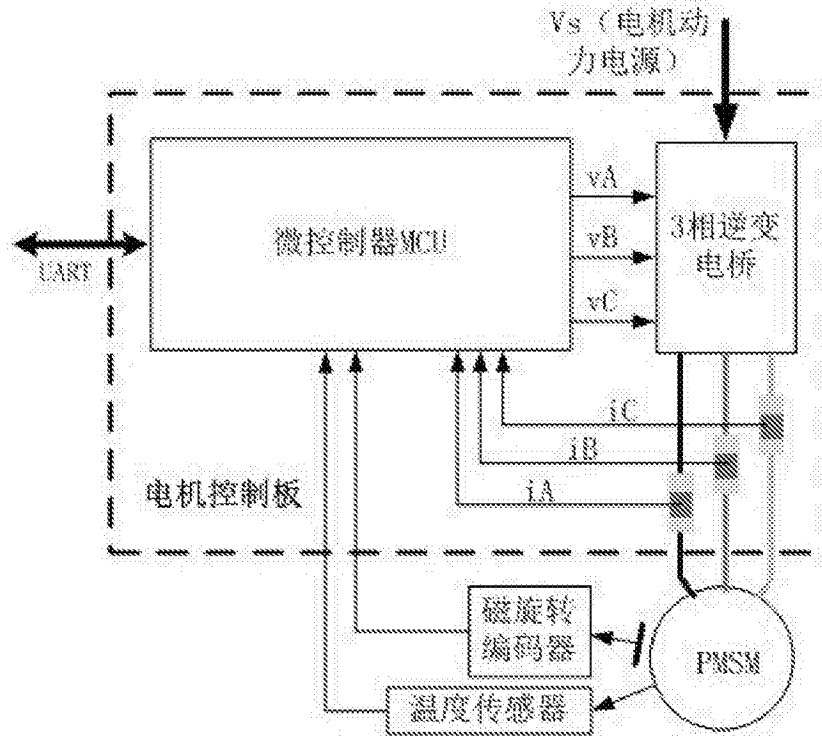 Vs（电机动
力电源）
vA
微控制器MCU
vB
3相逆变
电桥
UART
vC
iC
iB
电机控制板
iA
磁旋转
编码器
PMSM
温度传感器